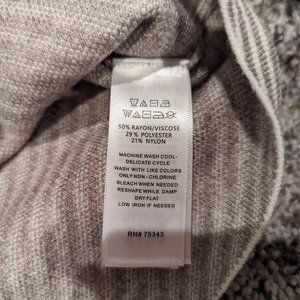 50% RAYON/VISCOSE
29% POLYESTER
21% NYLON
MACHINE WASH COOL-
DELICATE CYCLE
WASH WITH LIKE COLORS
ONLY NON - CHLORINE
BLEACH WHEN NEEDED
RESHAPE WHILE DAMP
DRY FLAT
LOW IRON IF NEEDED
RN# 75343